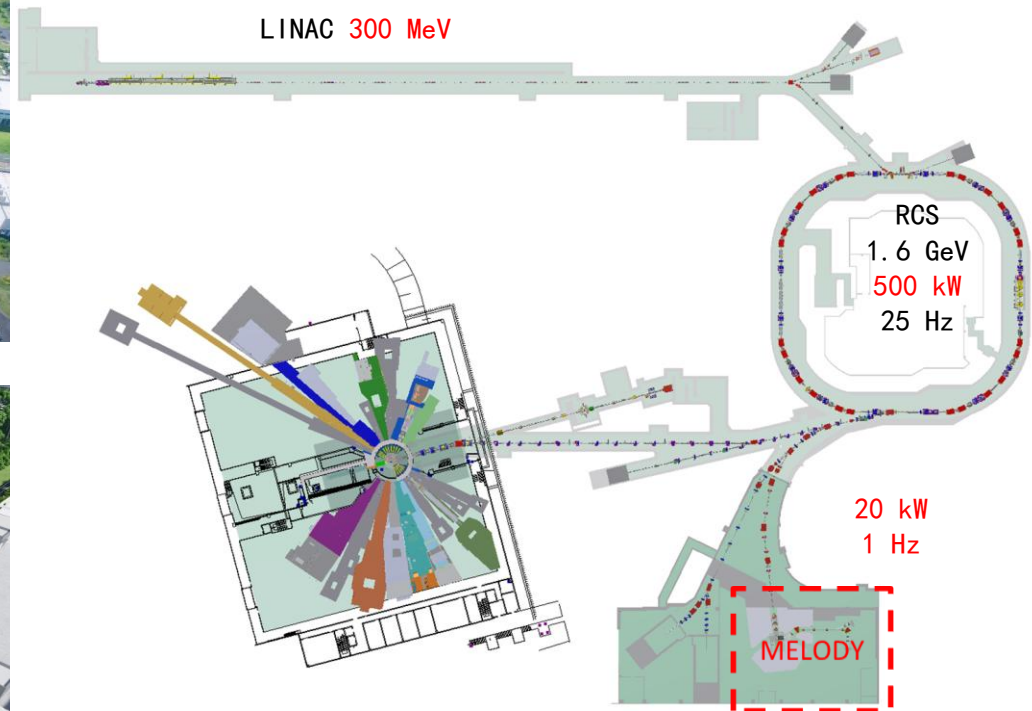 LINAC 300 MeV
RCS
1.6 GeV
500 kW
25 Hz
20 kW
1 Hz
MELODY